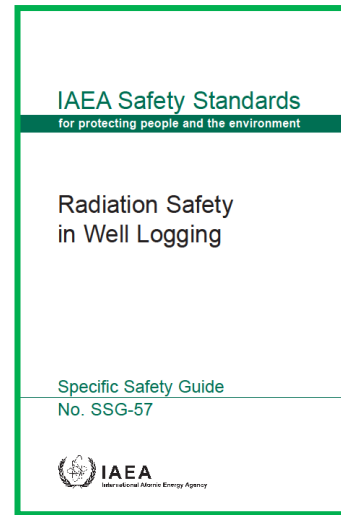 IAEA Safety Standards
for protecting people and the environment
Radiation Safety
in Well Logging
Specific Safety Guide
No. SSG-57
IAEA
International Atomic Energy Agency